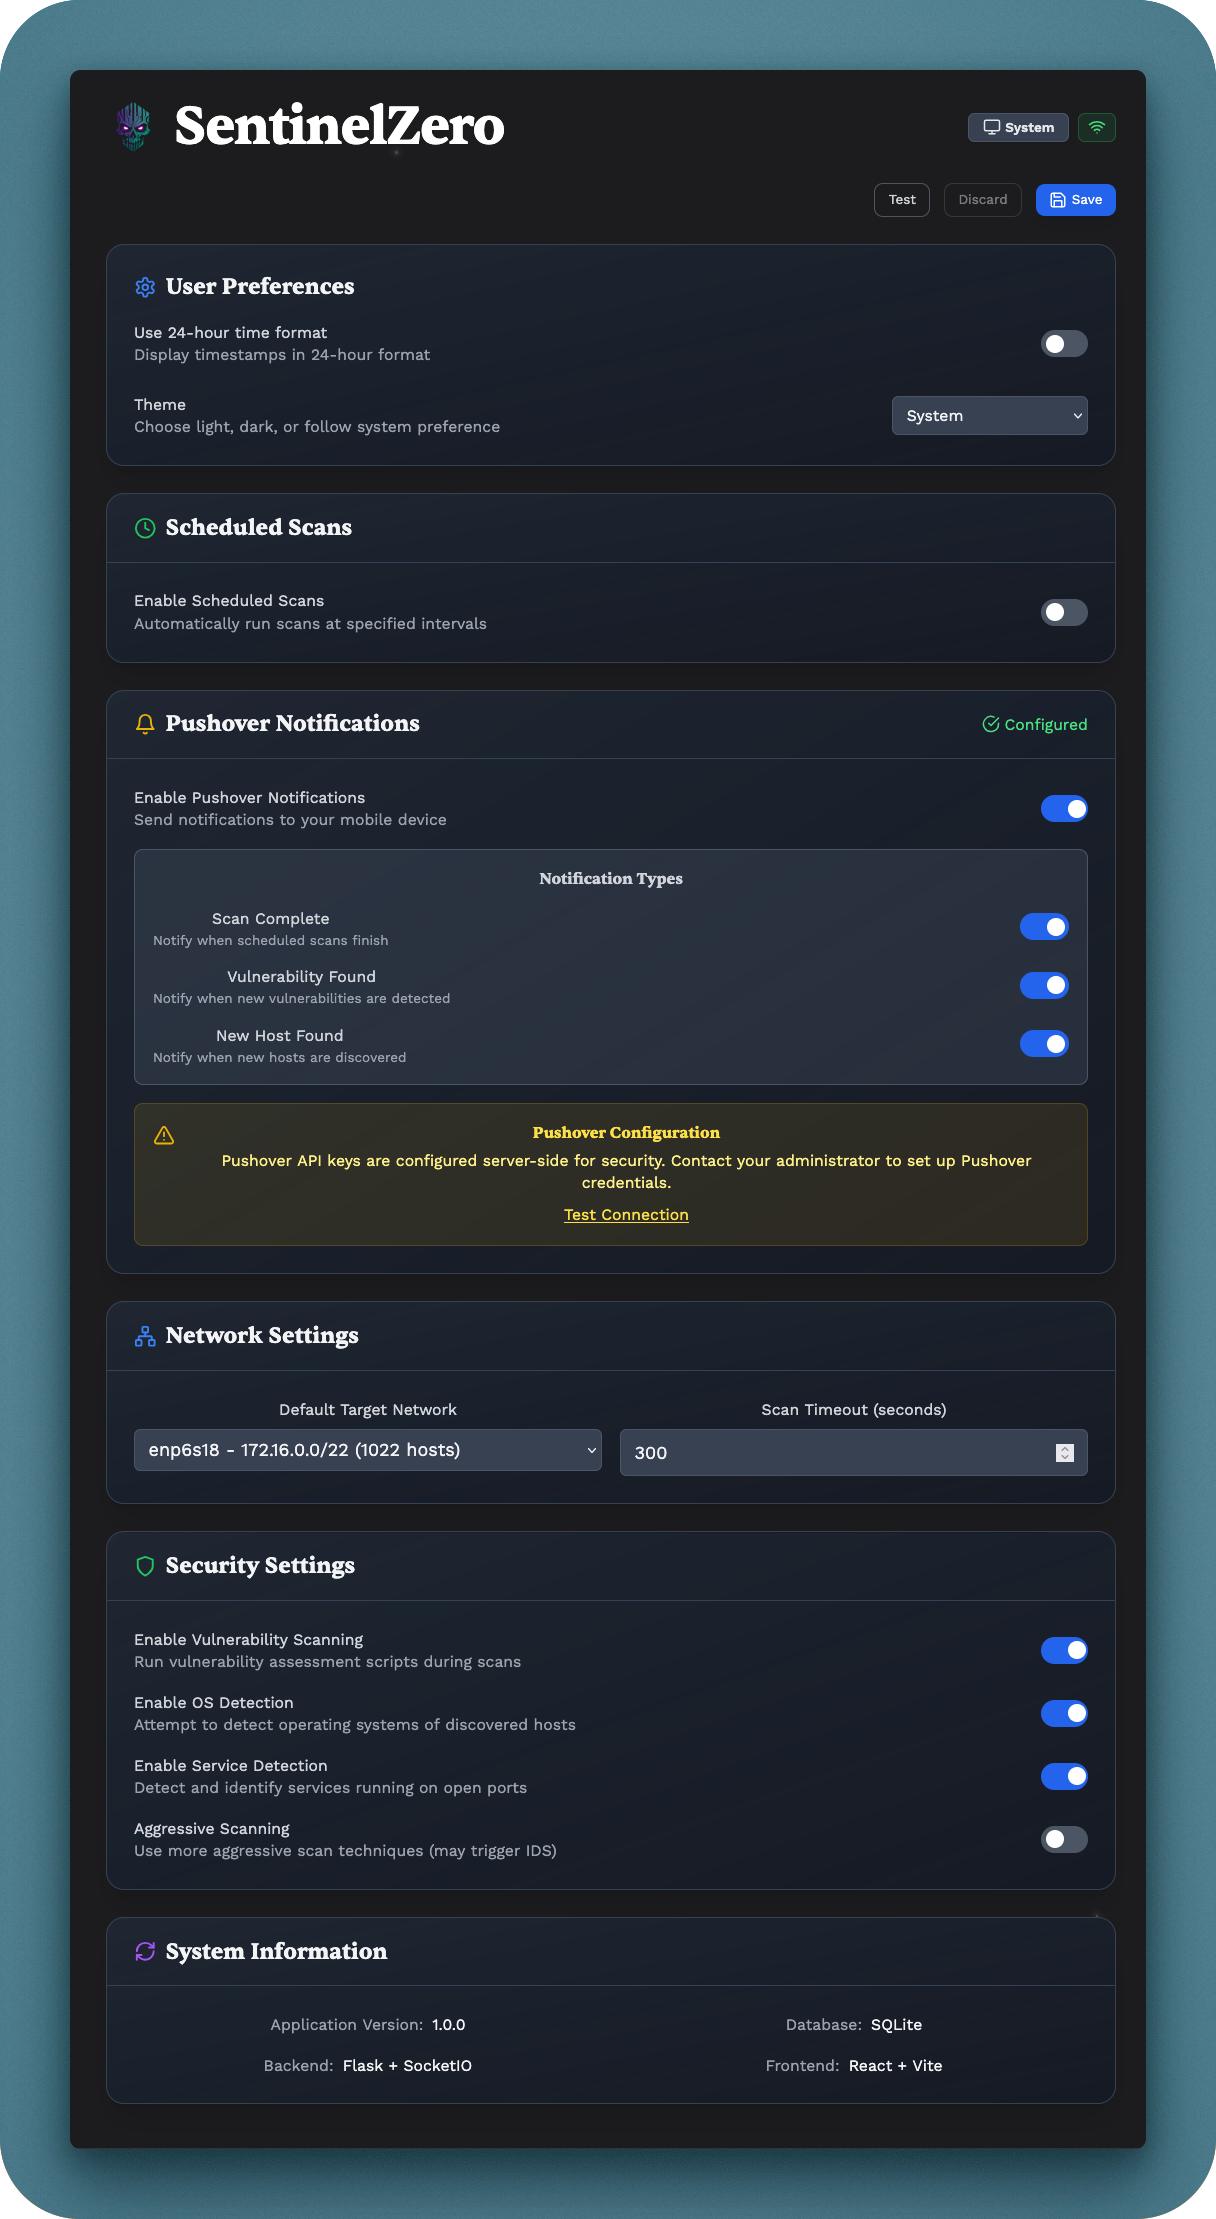 SentinelZero
System
Test
Discard
Save
User Preferences
Use 24-hour time format
Display timestamps in 24-hour format
Theme
Choose light, dark, or follow system preference
System
Scheduled Scans
Enable Scheduled Scans
Automatically run scans at specified intervals
Pushover Notifications
Configured
Enable Pushover Notifications
Send notifications to your mobile device
Notification Types
Scan Complete
Notify when scheduled scans finish
Vulnerability Found
Notify when new vulnerabilities are detected
New Host Found
Notify when new hosts are discovered
Pushover Configuration
Pushover API keys are configured server-side for security. Contact your administrator to set up Pushover
credentials.
Test Connection
Network Settings
Default Target Network
enp6s18 - 172.16.0.0/22 (1022 hosts)
Scan Timeout (seconds)
300
Security Settings
Enable Vulnerability Scanning
Run vulnerability assessment scripts during scans
Enable OS Detection
Attempt to detect operating systems of discovered hosts
Enable Service Detection
Detect and identify services running on open ports
Aggressive Scanning
Use more aggressive scan techniques (may trigger IDS)
System Information
Application Version: 1.0.0
Database: SQLite
Backend: Flask + SocketIO
Frontend: React + Vite